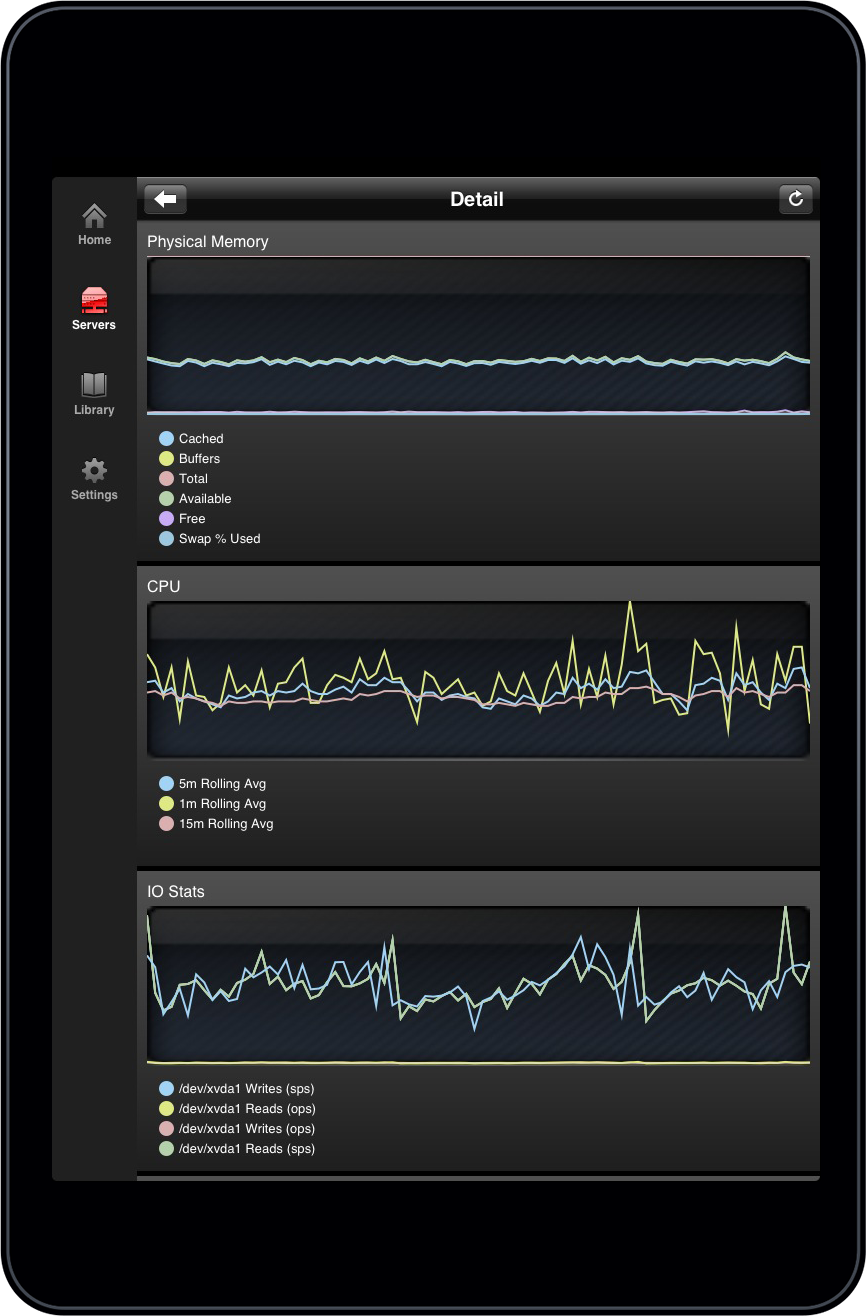 Detail
Home
Servers
Library
Settings
Physical Memory
Cached
Buffers
Total
Available
Free
Swap % Used
CPU
5m Rolling Avg
1m Rolling Avg
15m Rolling Avg
IO Stats
/dev/xvda1 Writes (sps)
/dev/xvda1 Reads (ops)
/dev/xvda1 Writes (ops)
/dev/xvda1 Reads (sps)